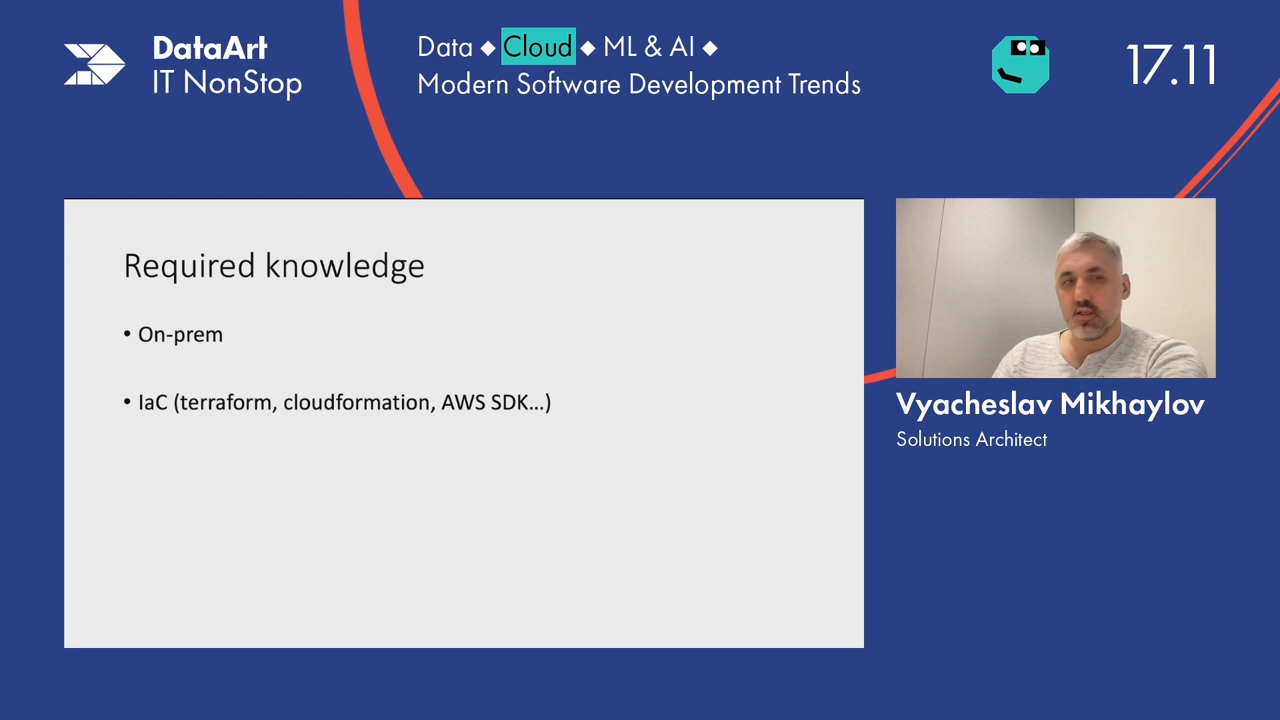 DataArt
IT NonStop
Data ◆ Cloud ◆ ML & AI ◆
Modern Software Development Trends
17.11
Required knowledge
• On-prem
• IaC (terraform, cloudformation, AWS SDK...)
Vyacheslav Mikhaylov
Solutions Architect